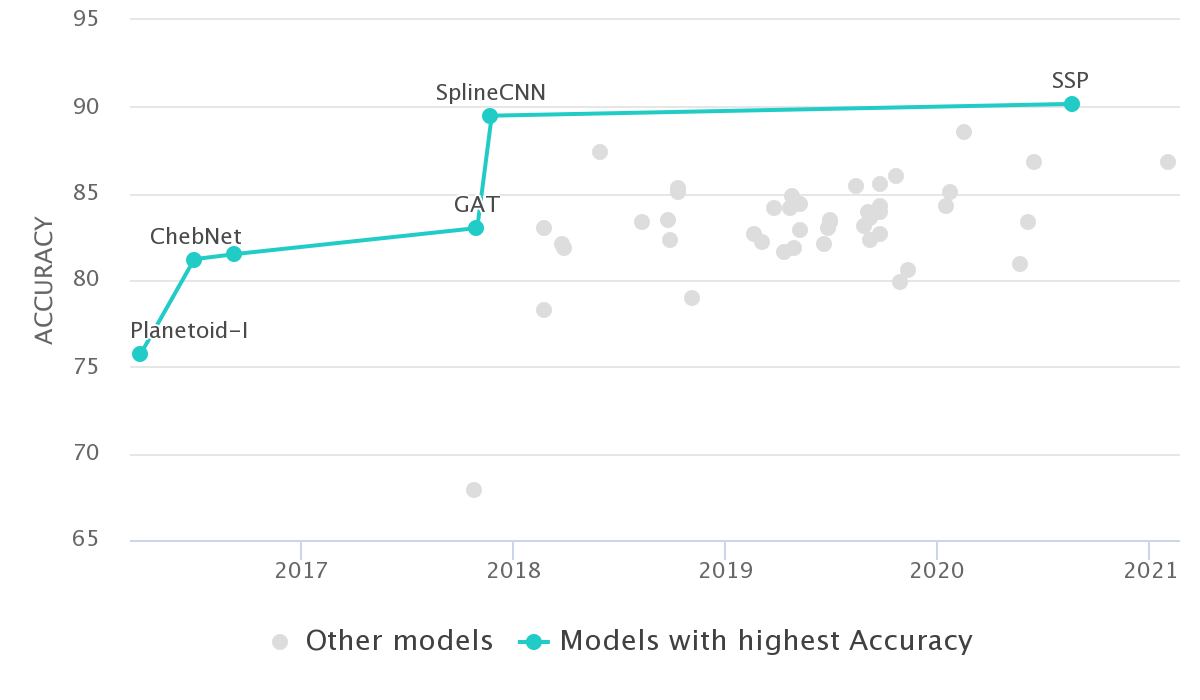 95
90
85
80
75
70
65
ACCURACY
SplineCNN
SSP
GAT
ChebNet
Planetoid-I
2017
2018
2019
2020
2021
Other models
Models with highest Accuracy